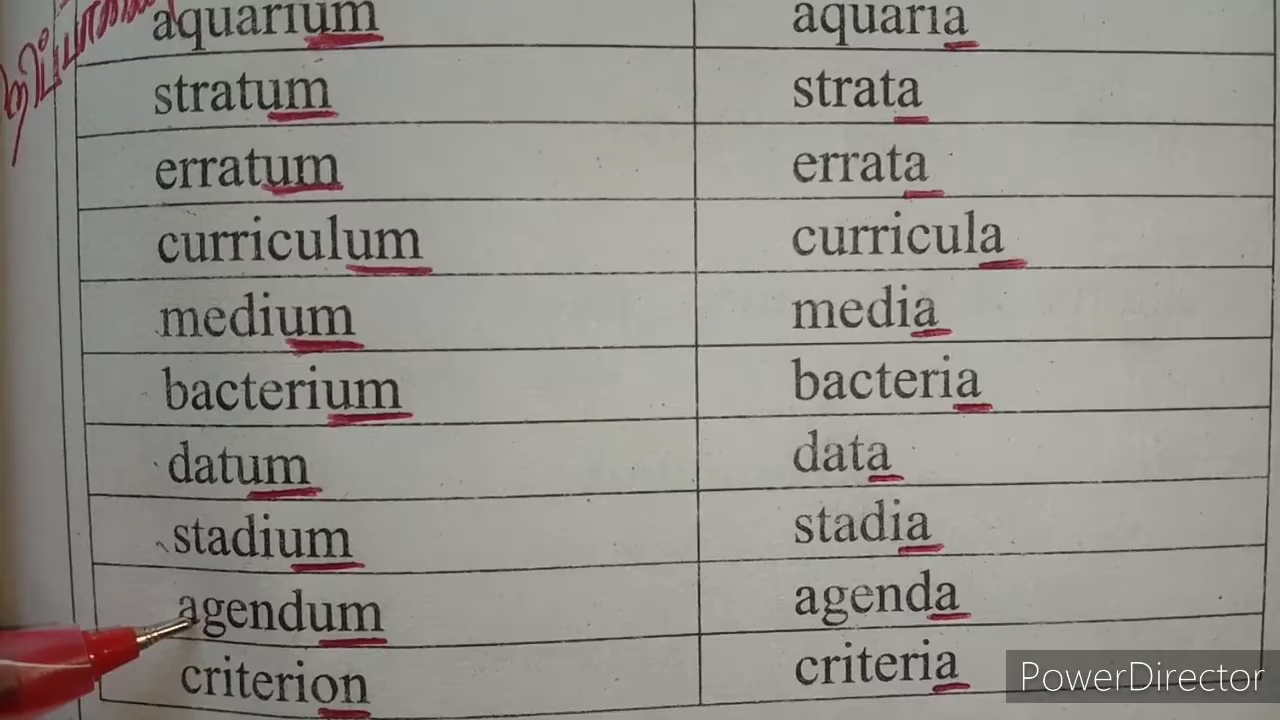 aquarium aquaria
stratum strata
erratum errata
curriculum curricula
medium media
bacterium bacteria
datum data
stadium stadia
agendum agenda
criterion criteria
PowerDirector